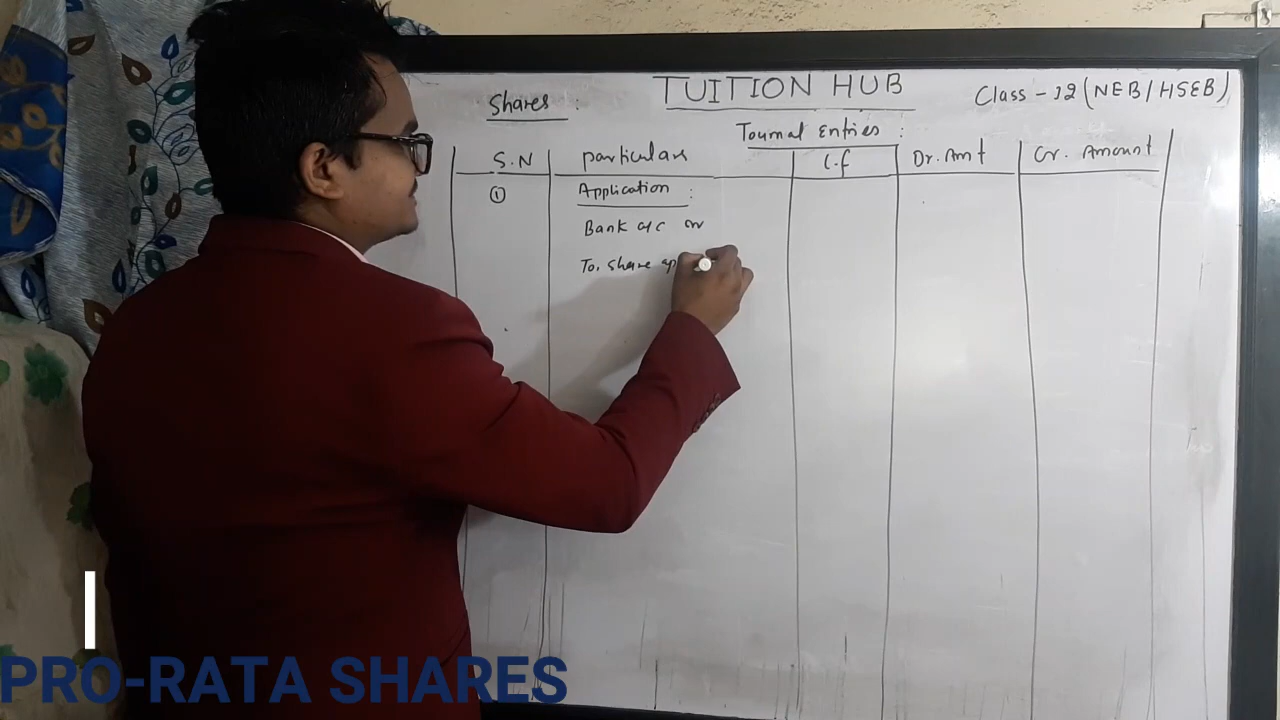 TUITION HUB
Class - 12 (NEB/HSEB)
Shares :
Journal Entries :
S.N particulars L.f Dr. Amt Cr. Amount
① Application :
Bank a/c Dr
To. Share ap
PRO-RATA SHARES